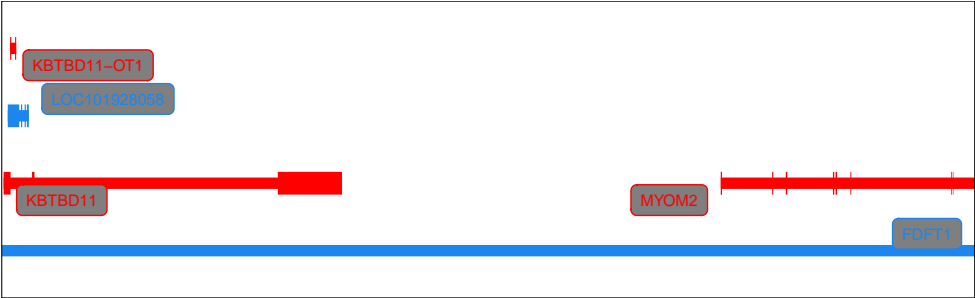 KBTBD11–OT1
LOC101928058
KBTBD11
MYOM2
FDFT1